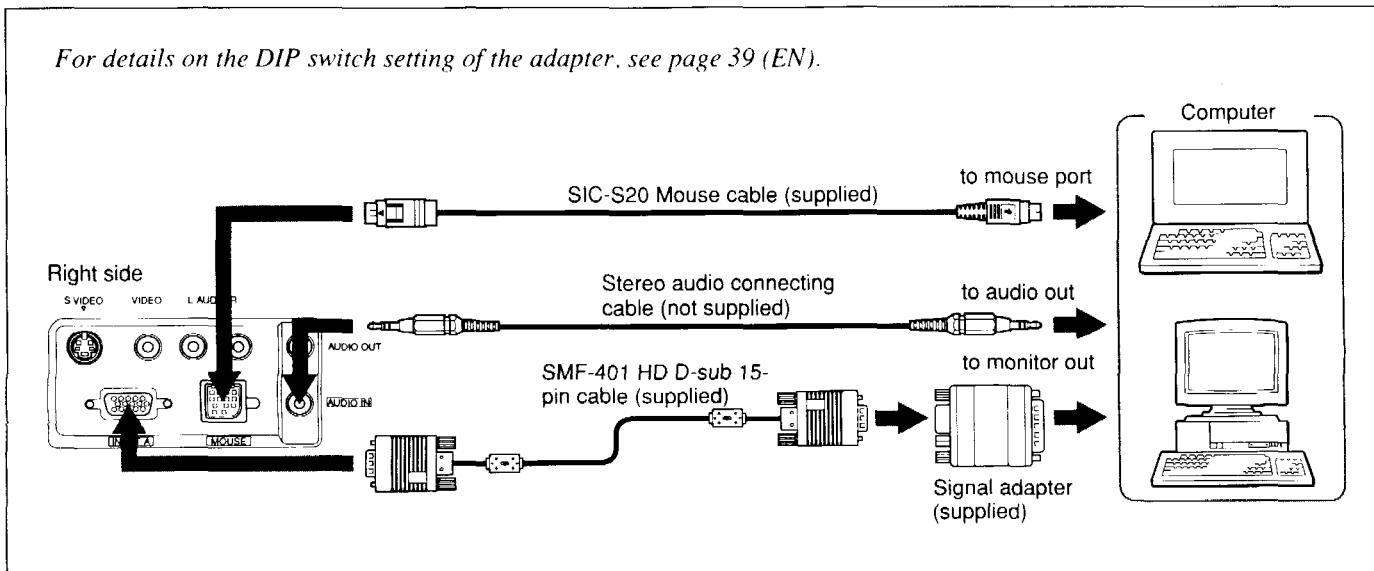 For details on the DIP switch setting of the adapter, see page 39 (EN).
Computer
to mouse port
SIC-S20 Mouse cable (supplied)
Right side
S VIDEO VIDEO L AUDIO R
Stereo audio connecting
cable (not supplied)
to audio out
AUDIO OUT
to monitor out
SMF-401 HD D-sub 15-
pin cable (supplied)
AUDIO IN
A
MOUSE
Signal adapter
(supplied)